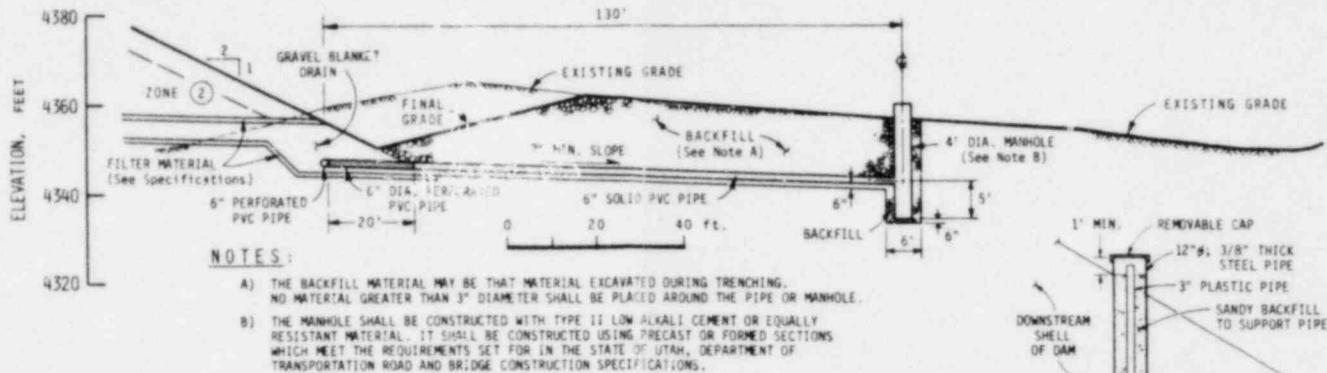 4380
4360
4340
4320
ELEVATION, FEET
130'
2
1
GRAVEL BLANKET
DRAIN
EXISTING GRADE
ZONE 2
FINAL
GRADE
BACKFILL
(See Note A)
MIN. SLOPE
4' DIA. MANHOLE
(See Note B)
EXISTING GRADE
FILTER MATERIAL
(See Specifications)
6" PERFORATED
PVC PIPE
6" DIA. PERFORATED
PVC PIPE
6" SOLID PVC PIPE
6"
5'
20'
0 20 40 ft.
BACKFILL
6'
6"
NOTES:
A) THE BACKFILL MATERIAL MAY BE THAT MATERIAL EXCAVATED DURING TRENCHING.
NO MATERIAL GREATER THAN 3" DIAMETER SHALL BE PLACED AROUND THE PIPE OR MANHOLE.
B) THE MANHOLE SHALL BE CONSTRUCTED WITH TYPE II LOW ALKALI CEMENT OR EQUALLY
RESISTANT MATERIAL. IT SHALL BE CONSTRUCTED USING PRECAST OR FORMED SECTIONS
WHICH MEET THE REQUIREMENTS SET FOR IN THE STATE OF UTAH, DEPARTMENT OF
TRANSPORTATION ROAD AND BRIDGE CONSTRUCTION SPECIFICATIONS.
1' MIN.
REMOVABLE CAP
12"ø; 3/8" THICK
STEEL PIPE
3" PLASTIC PIPE
SANDY BACKFILL
TO SUPPORT PIPE
DOWNSTREAM
SHELL
OF DAM